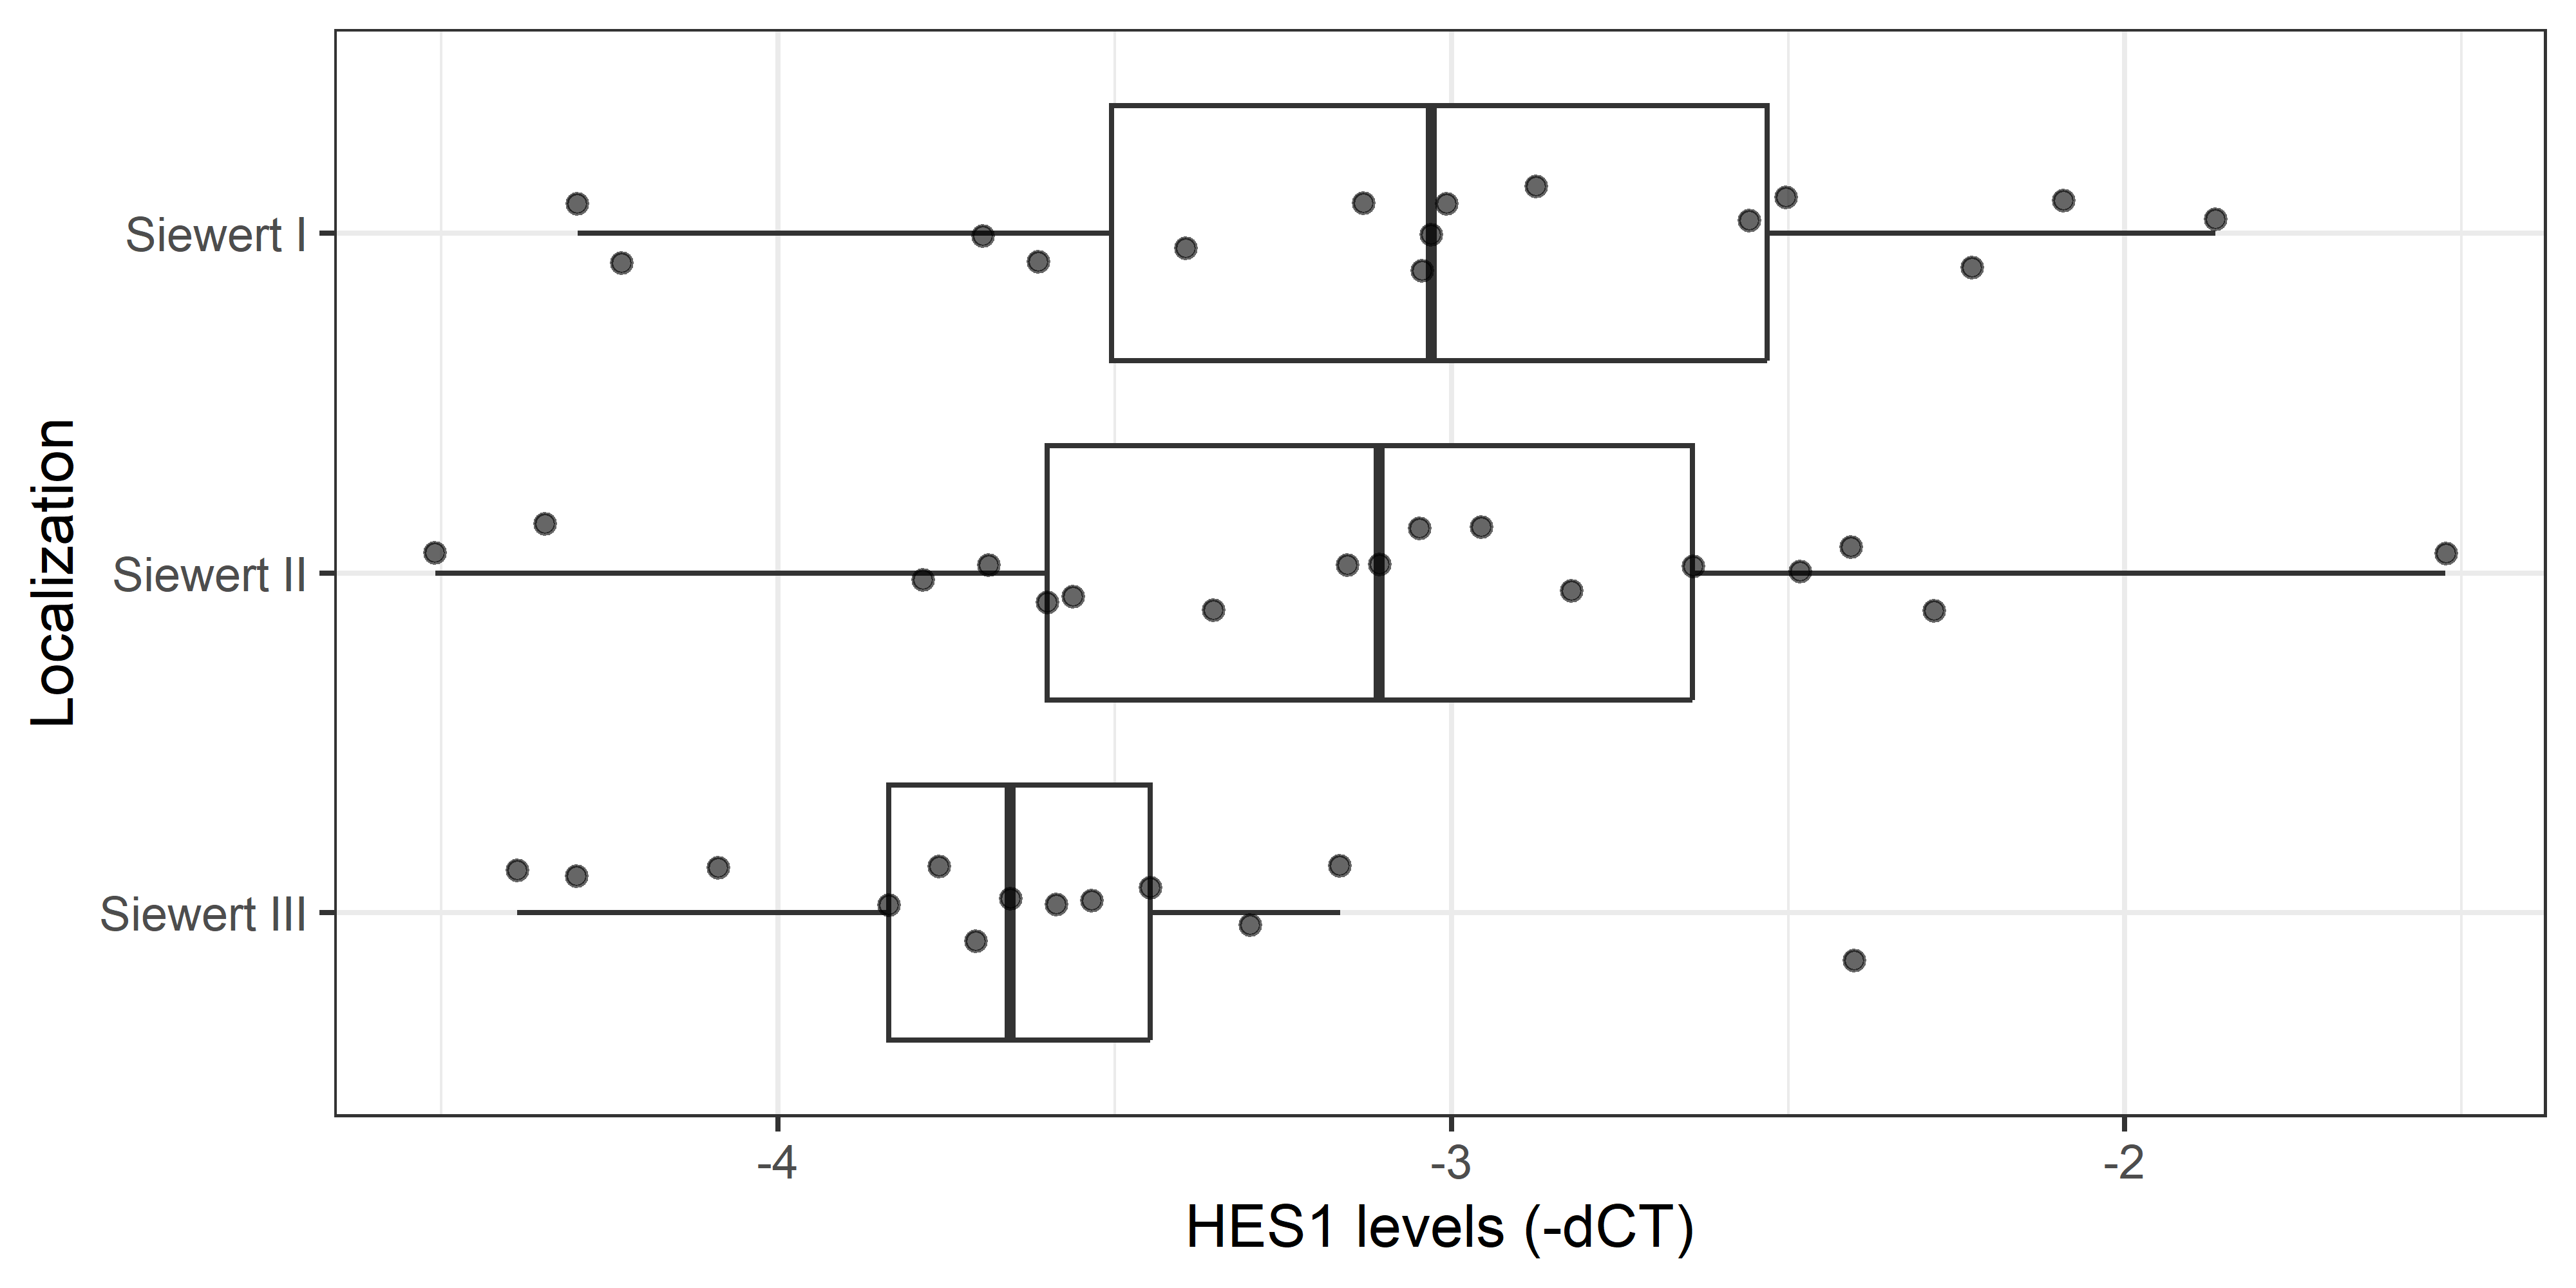 Localization
Siewert I
Siewert II
Siewert III
-4 -3 -2
HES1 levels (-dCT)